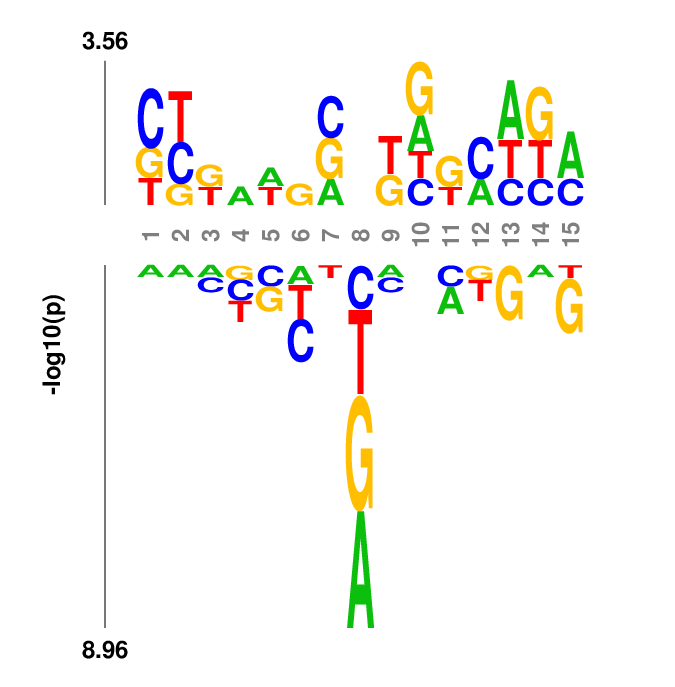 3.56
G
C T C A A G
G C G A G T T G C T T A
T G T A T G A G C T A C C C
1 2 3 4 5 6 7 8 9 10 11 12 13 14 15
A A A G C A T C A C G G A T
C C G T C A T G
T C T
G
A
-log10(p)
8.96